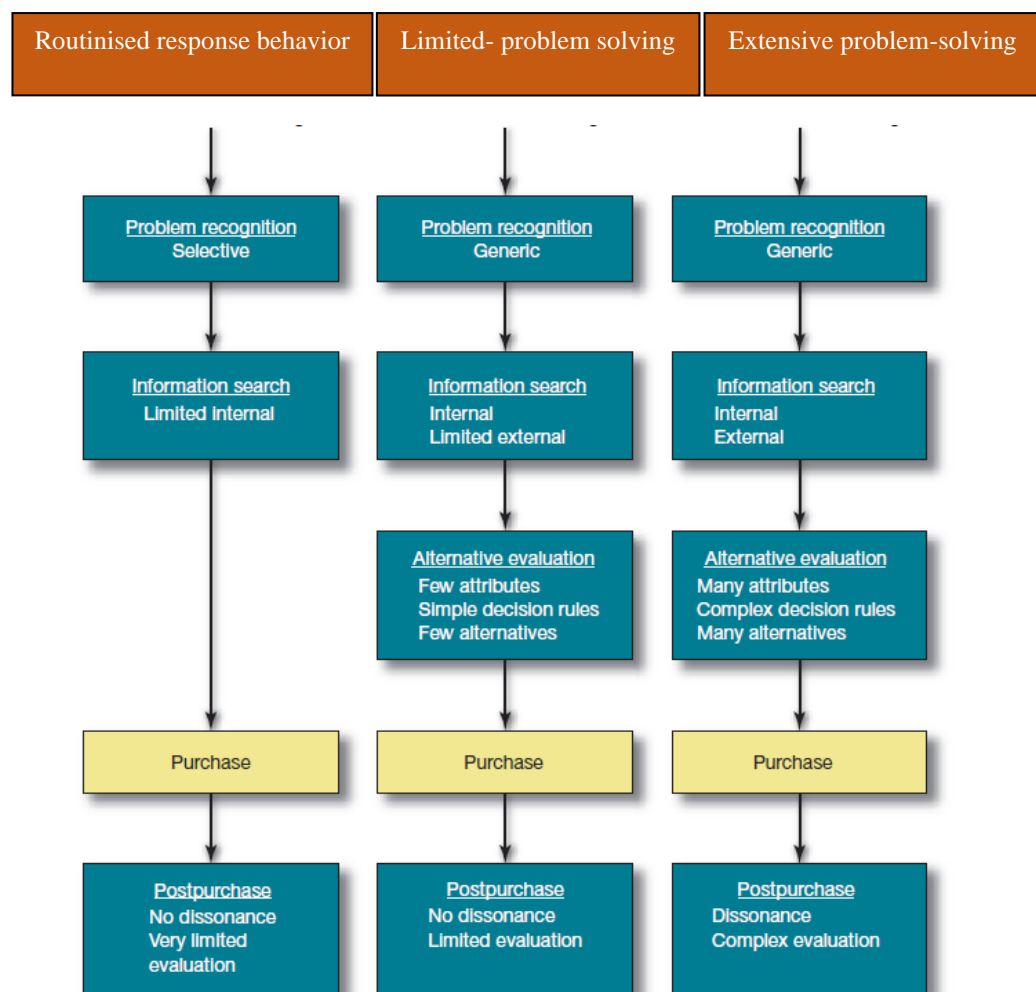 Routinised response behavior
Limited- problem solving
Extensive problem-solving
Problem recognition
Selective
Problem recognition
Generic
Problem recognition
Generic
Information search
Limited internal
Information search
Internal
Limited external
Information search
Internal
External
Alternative evaluation
Few attributes
Simple decision rules
Few alternatives
Alternative evaluation
Many attributes
Complex decision rules
Many alternatives
Purchase
Purchase
Purchase
Postpurchase
No dissonance
Very limited
evaluation
Postpurchase
No dissonance
Limited evaluation
Postpurchase
Dissonance
Complex evaluation